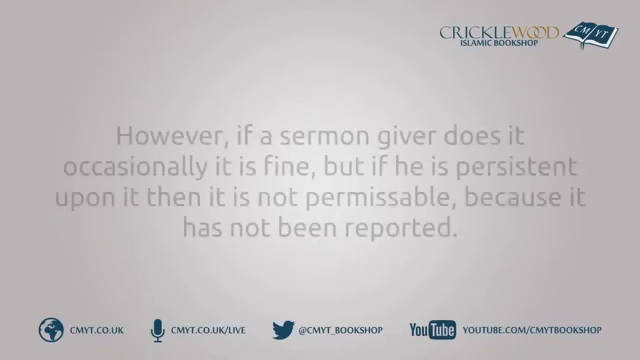 CRICKLEWOOD
ISLAMIC BOOKSHOP
CM YT
However, if a sermon giver does it
occasionally it is fine, but if he is persistent
upon it then it is not permissable, because it
has not been reported.
CMYT.CO.UK
CMYT.CO.UK/LIVE
@CMYT_BOOKSHOP
YouTube
YOUTUBE.COM/CMYTBOOKSHOP